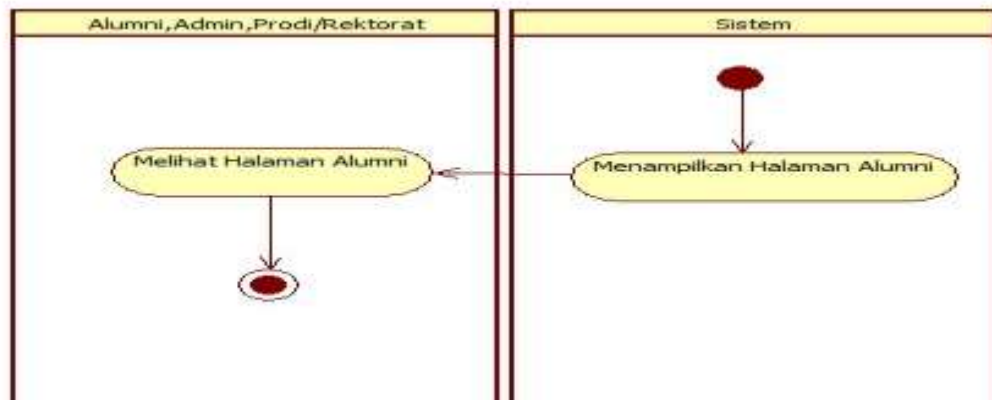 Alumni,Admin,Prodi/Rektorat
Sistem
Melihat Halaman Alumni
Menampilkan Halaman Alumni